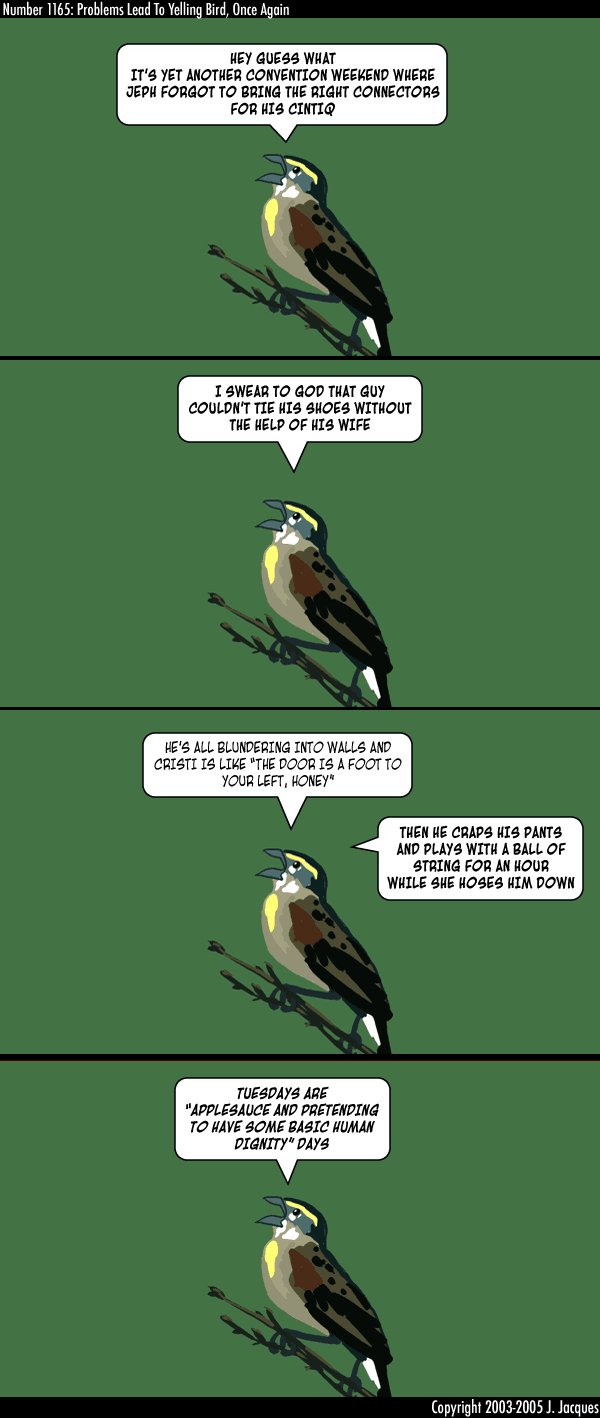 Number 1165: Problems Lead To Yelling Bird, Once Again
HEY GUESS WHAT
IT'S YET ANOTHER CONVENTION WEEKEND WHERE
JEPH FORGOT TO BRING THE RIGHT CONNECTORS
FOR HIS CINTIQ
I SWEAR TO GOD THAT GUY
COULDN'T TIE HIS SHOES WITHOUT
THE HELP OF HIS WIFE
HE'S ALL BLUNDERING INTO WALLS AND
CRISTI IS LIKE "THE DOOR IS A FOOT TO
YOUR LEFT, HONEY"
THEN HE CRAPS HIS PANTS
AND PLAYS WITH A BALL OF
STRING FOR AN HOUR
WHILE SHE HOSES HIM DOWN
TUESDAYS ARE
"APPLESAUCE AND PRETENDING
TO HAVE SOME BASIC HUMAN
DIGNITY" DAYS
Copyright 2003-2005 J. Jacques